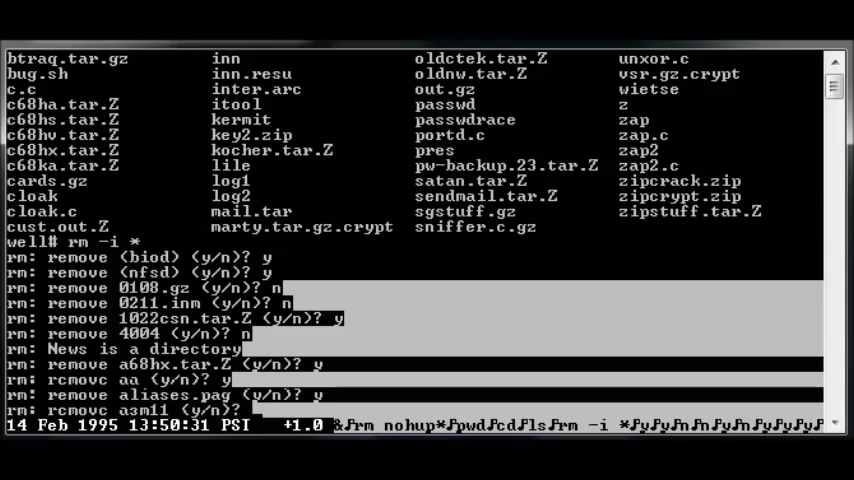 btraq.tar.gz inn oldctek.tar.Z unxor.c
bug.sh inn.resu oldnw.tar.Z vsr.gz.crypt
c.c inter.arc out.gz wietse
c68ha.tar.Z itool passwd z
c68hs.tar.Z kermit passwdrace zap
c68hv.tar.Z key2.zip portd.c zap.c
c68hx.tar.Z kocher.tar.Z pres zap2
c68ka.tar.Z lile pw-backup.23.tar.Z zap2.c
cards.gz log1 satan.tar.Z zipcrack.zip
cloak log2 sendmail.tar.Z zipcrypt.zip
cloak.c mail.tar sgstuff.gz zipstuff.tar.Z
cust.out.Z marty.tar.gz.crypt sniffer.c.gz
well# rm -i *
rm: remove (biod) (y/n)? y
rm: remove (nfsd) (y/n)? y
rm: remove 0108.gz (y/n)? n
rm: remove 0211.inm (y/n)? n
rm: remove 1022csn.tar.Z (y/n)? y
rm: remove 4004 (y/n)? n
rm: News is a directory
rm: remove a68hx.tar.Z (y/n)? y
rm: remove aa (y/n)? y
rm: remove aliases.pag (y/n)? y
rm: remove asm11 (y/n)?
14 Feb 1995 13:50:31 PST +1.0 &♪rm nohup*♪pwd♪cd♪ls♪rm -i *♪y♪y♪n♪n♪y♪n♪y♪y♪y♪